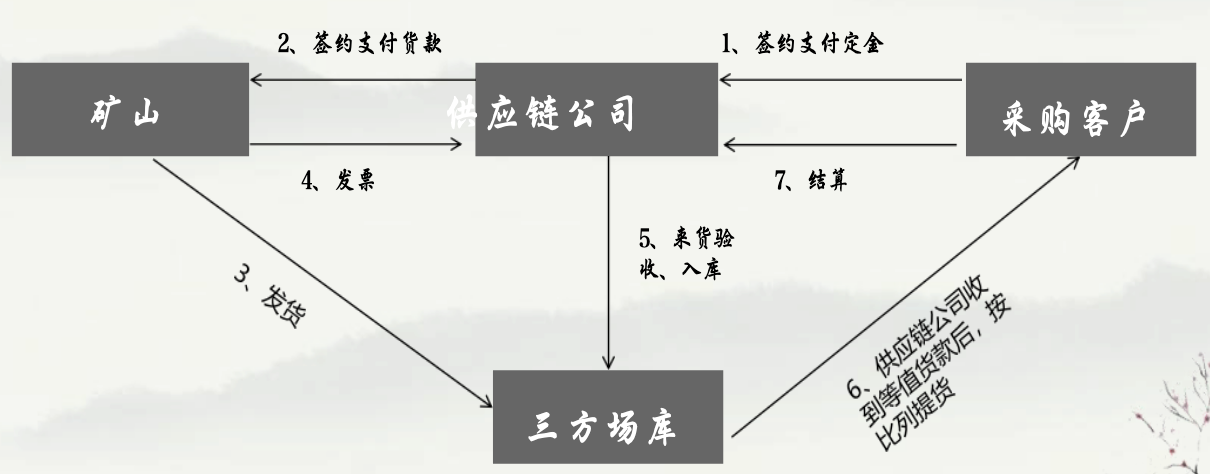 2、签约支付货款
1、签约支付定金
矿山
供应链公司
采购客户
4、发票
7、结算
5、来货验
收、入库
3、发货
6、供应链公司收
到等值货款后，按
比列提货
三方场库